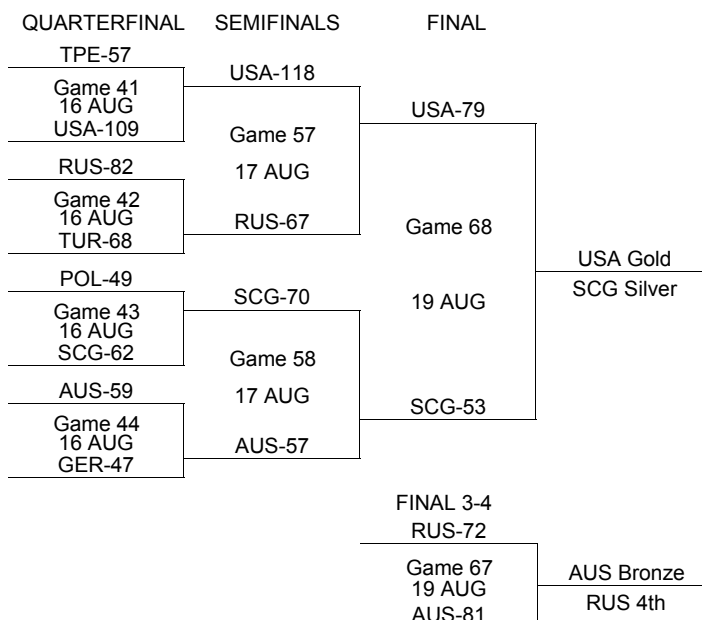 QUARTERFINAL SEMIFINALS FINAL
TPE-57
Game 41
16 AUG
USA-109
RUS-82
Game 42
16 AUG
TUR-68
POL-49
Game 43
16 AUG
SCG-62
AUS-59
Game 44
16 AUG
GER-47
USA-118
Game 57
17 AUG
RUS-67
SCG-70
Game 58
17 AUG
AUS-57
USA-79
Game 68
19 AUG
SCG-53
USA Gold
SCG Silver
FINAL 3-4
RUS-72
Game 67
19 AUG
AUS-81
AUS Bronze
RUS 4th